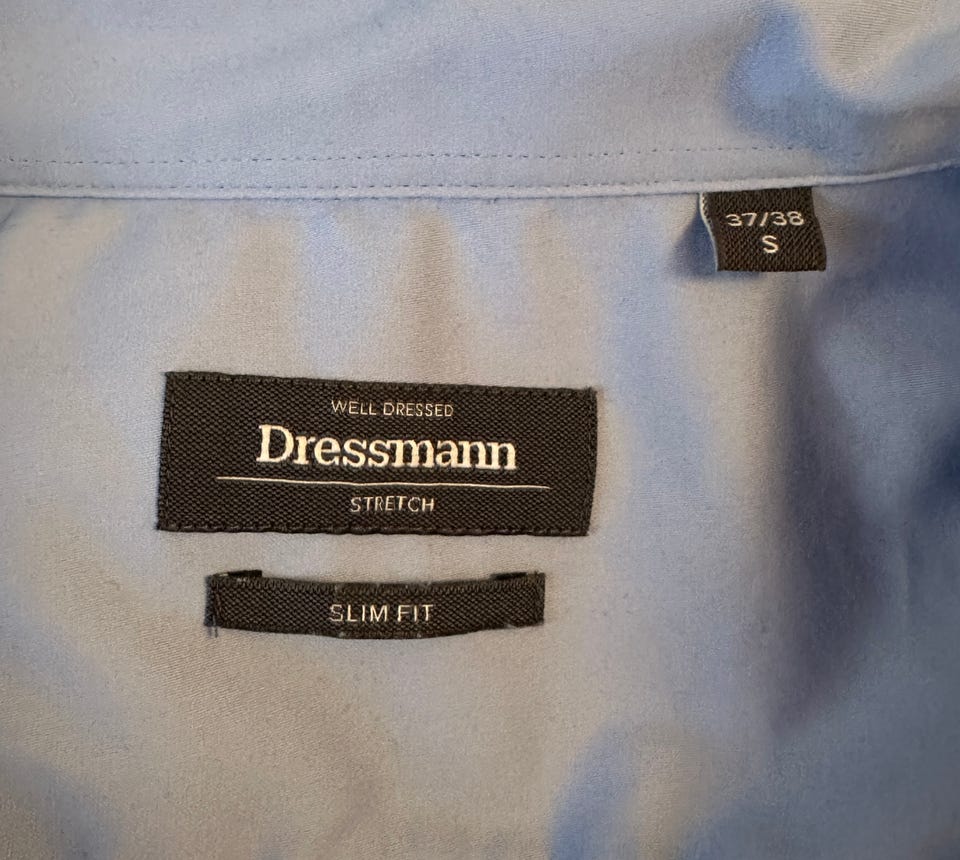 37/38
S
WELL DRESSED
Dressmann
STRETCH
SLIM FIT